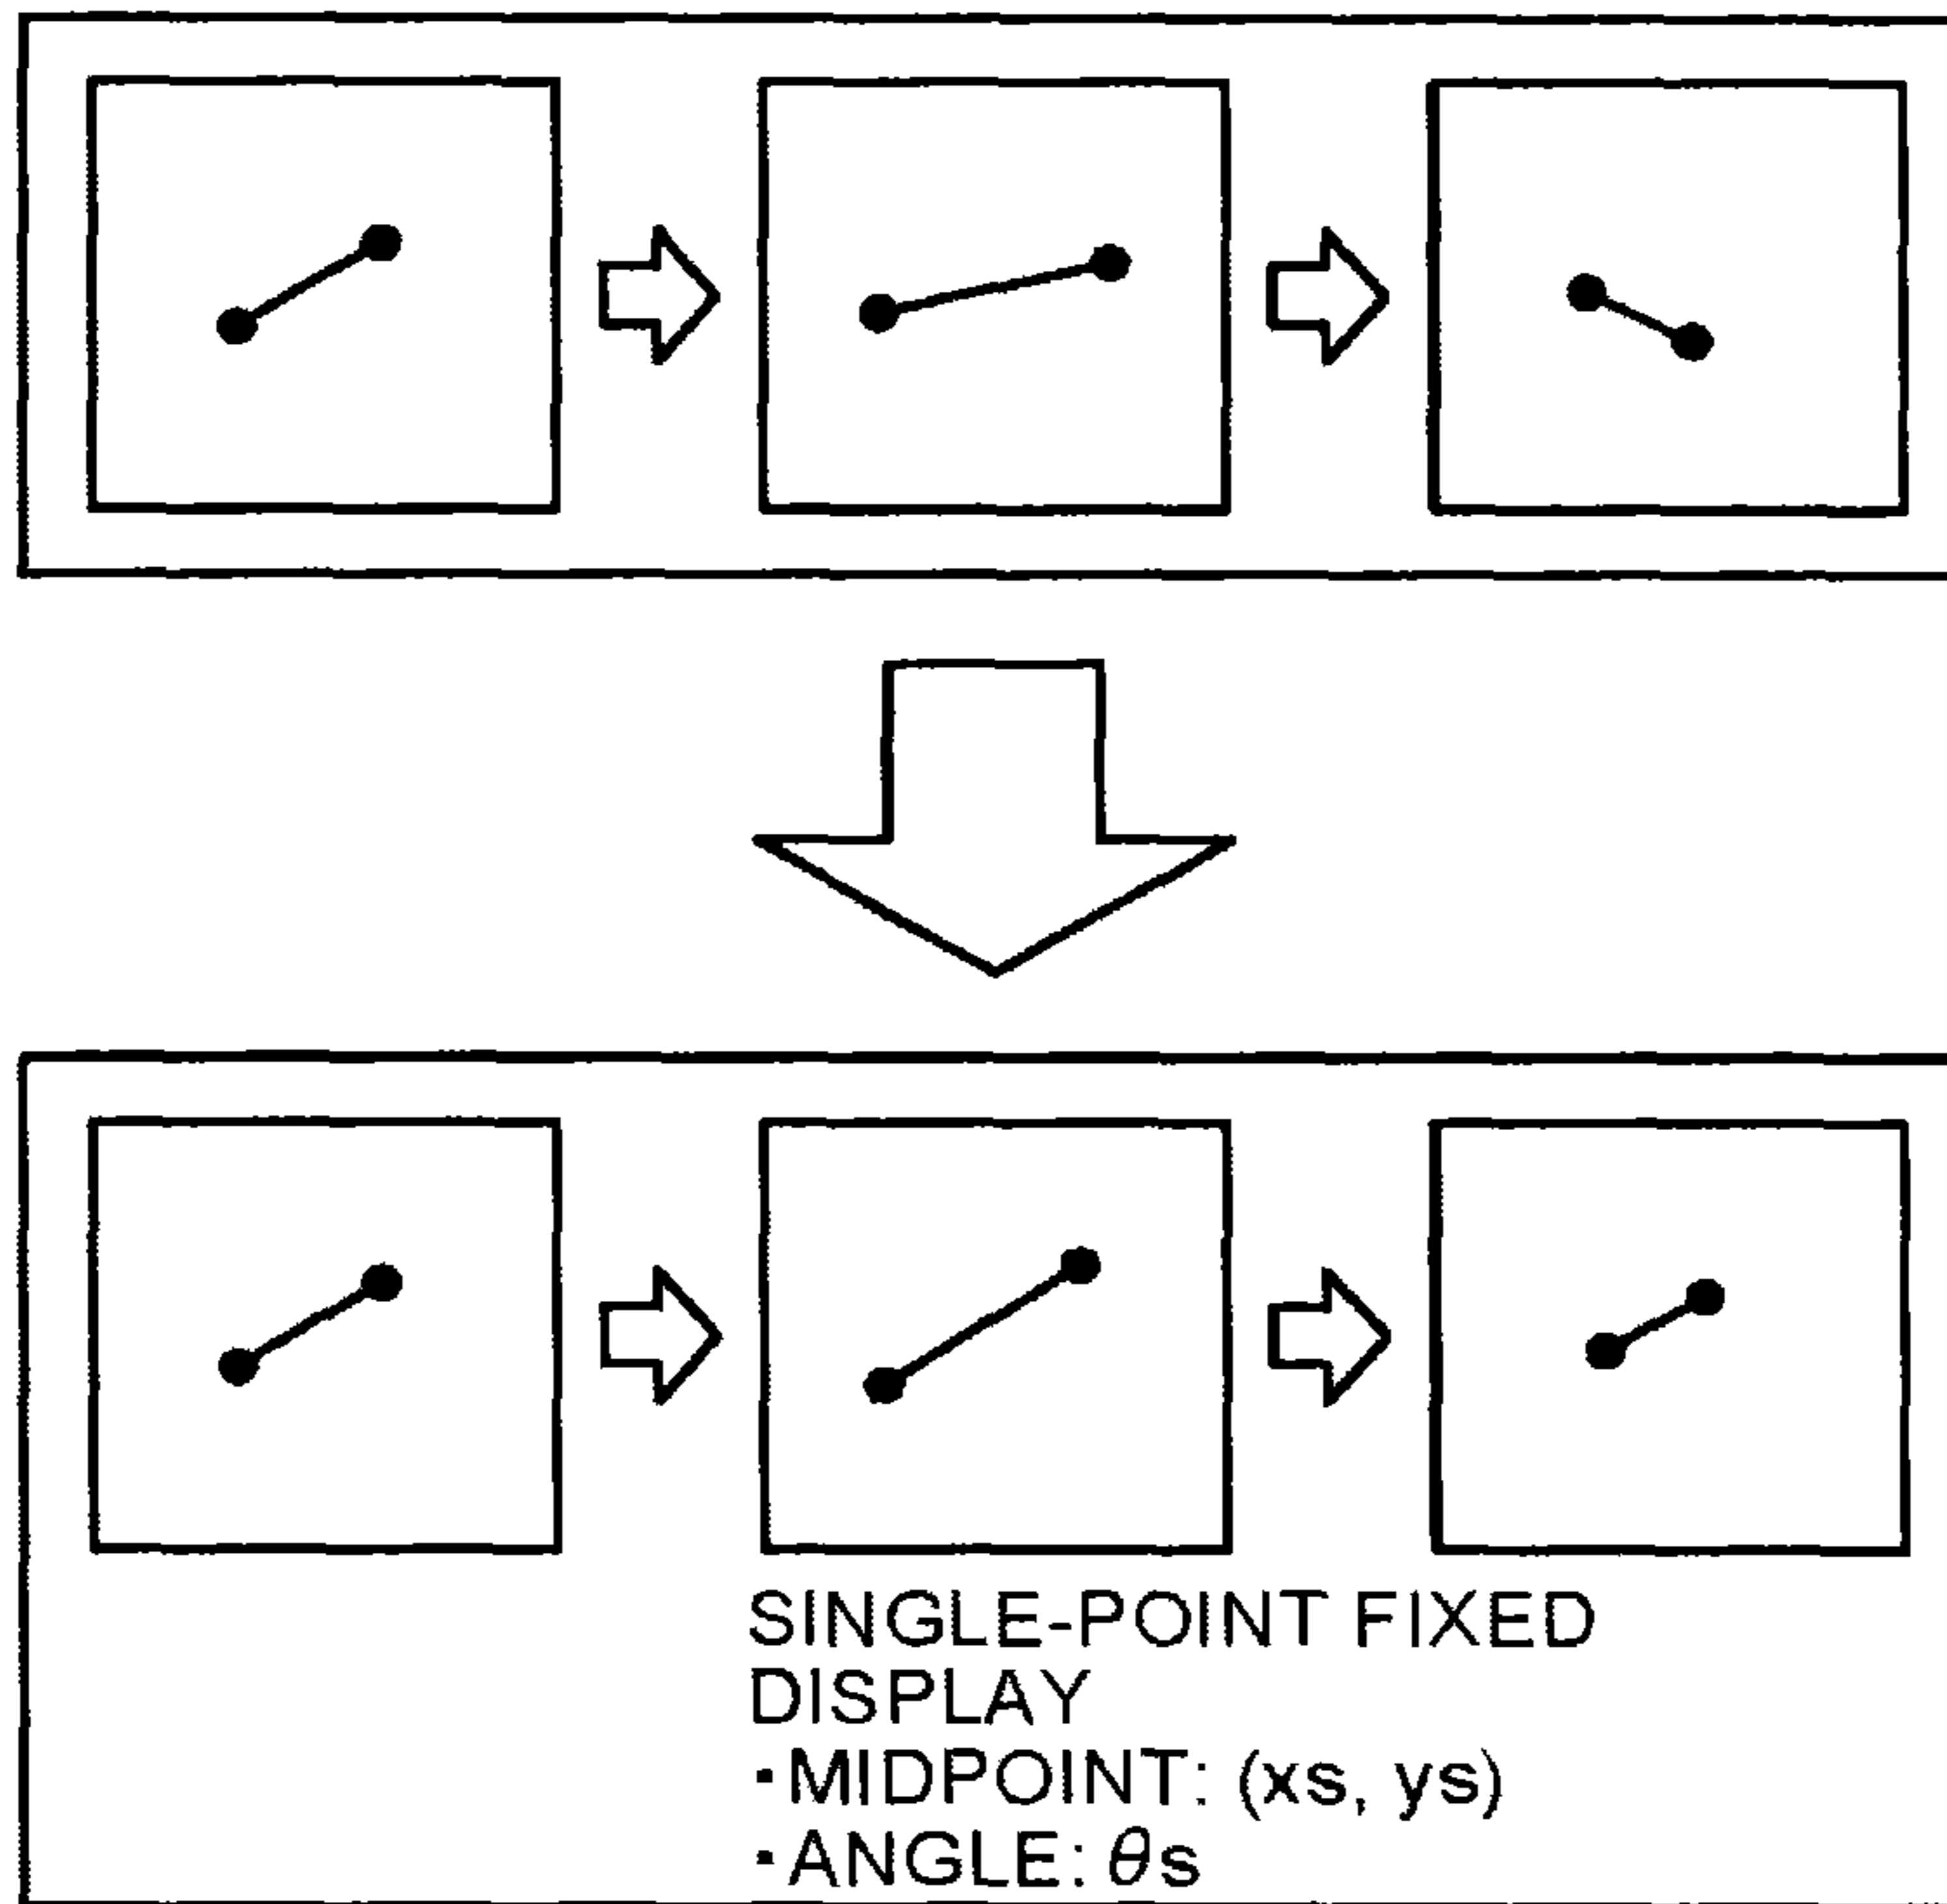 SINGLE-POINT FIXED
DISPLAY
・MIDPOINT: (xs, ys)
・ANGLE: θs